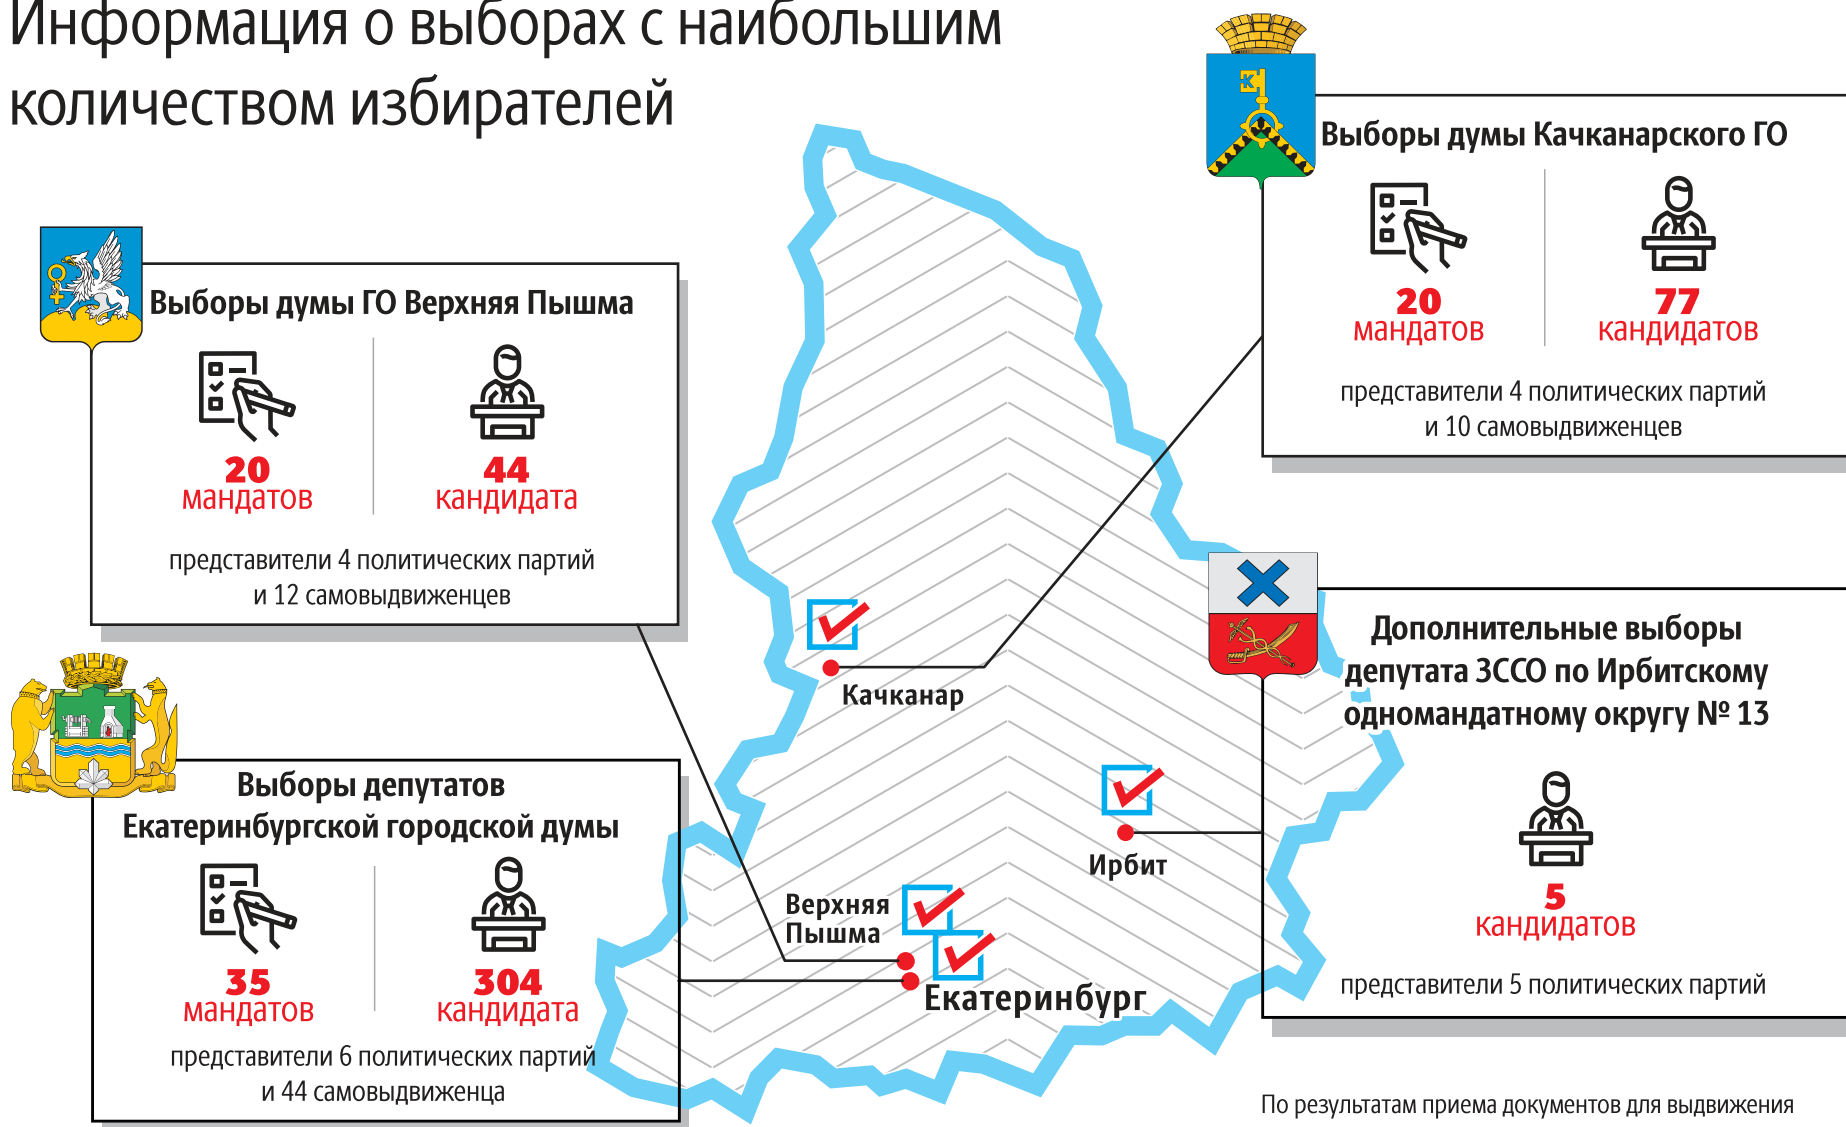 Информация о выборах с наибольшим
количеством избирателей
Выборы думы Качканарского ГО
20
мандатов
77
кандидатов
представители 4 политических партий
и 10 самовыдвиженцев
Выборы думы ГО Верхняя Пышма
20
мандатов
44
кандидата
представители 4 политических партий
и 12 самовыдвиженцев
Качканар
Дополнительные выборы
депутата ЗССО по Ирбитскому
одномандатному округу № 13
5
кандидатов
представители 5 политических партий
Выборы депутатов
Екатеринбургской городской думы
35
мандатов
304
кандидата
представители 6 политических партий
и 44 самовыдвиженца
Ирбит
Верхняя
Пышма
Екатеринбург
По результатам приема документов для выдвижения